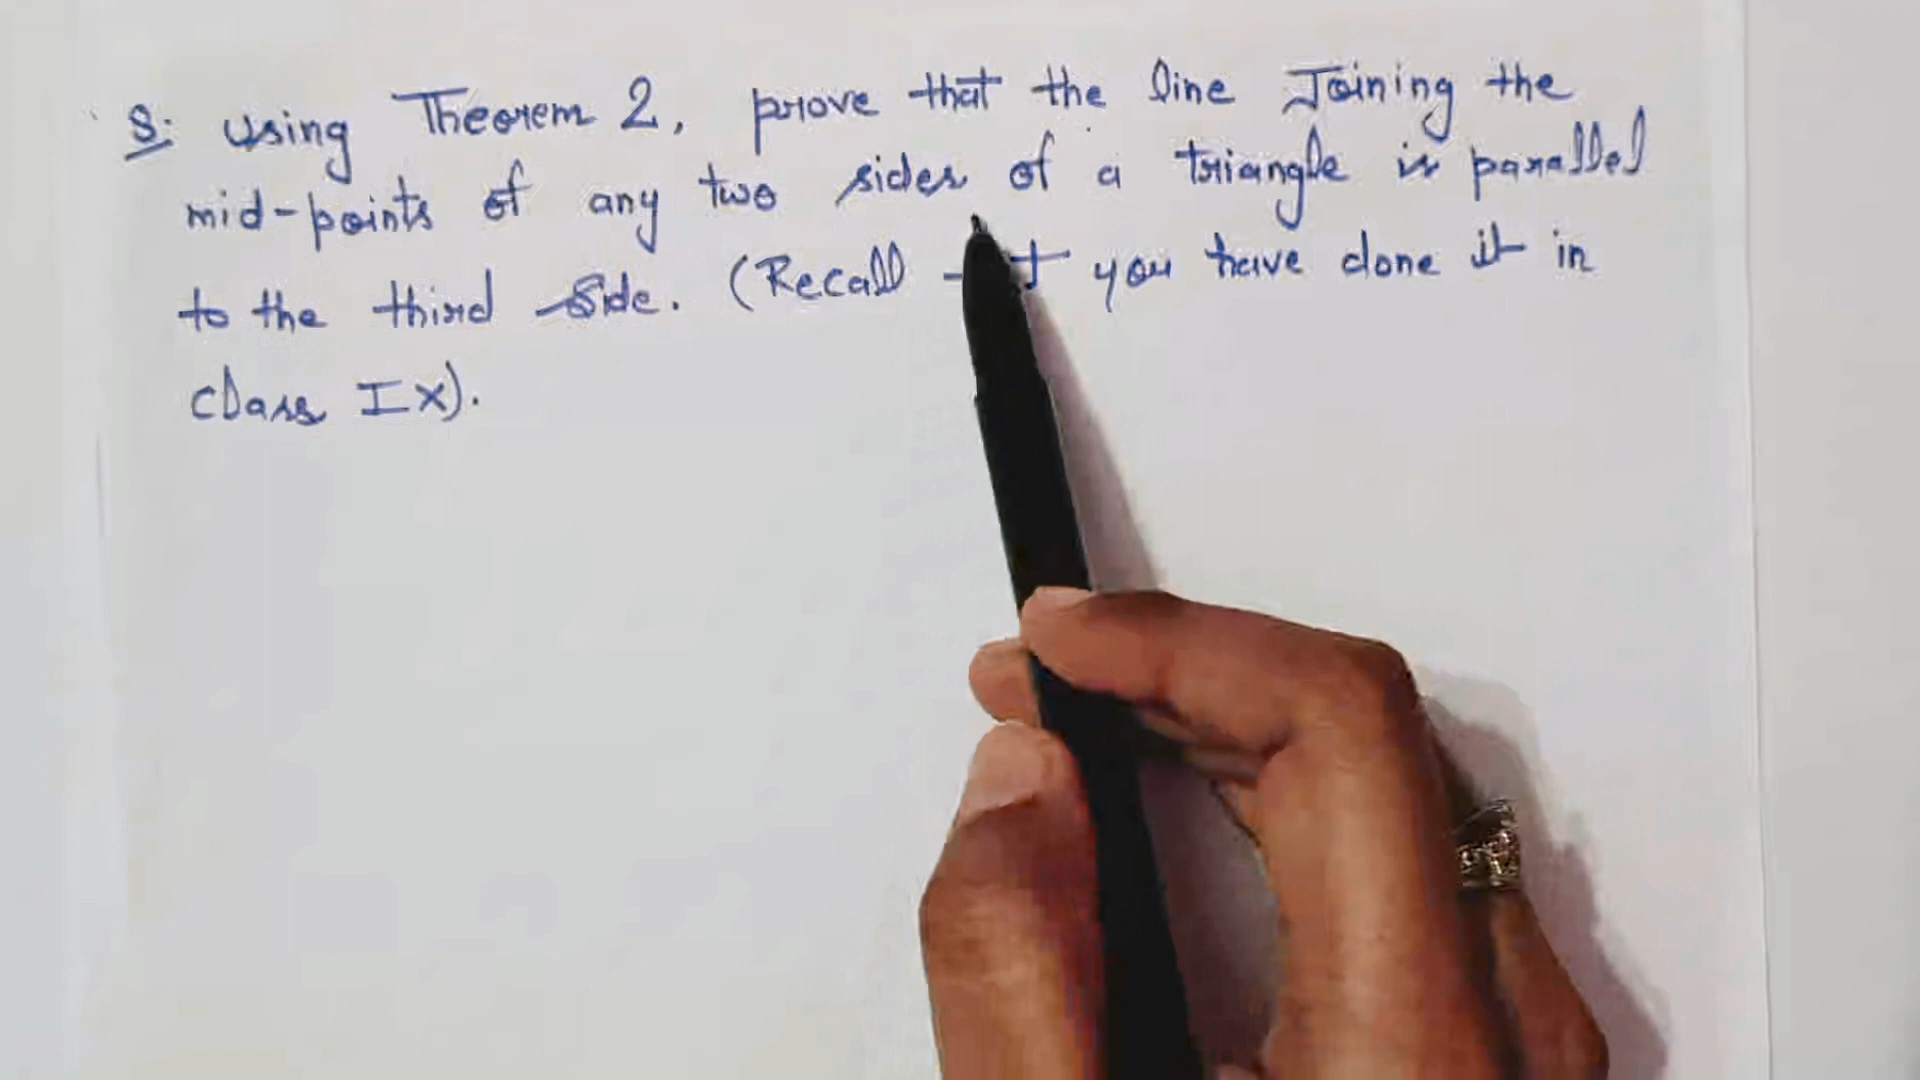 8. Using Theorem 2, prove that the line Joining the
mid-points of any two sides of a triangle is parallel
to the third side. (Recall you have done it in
class IX).